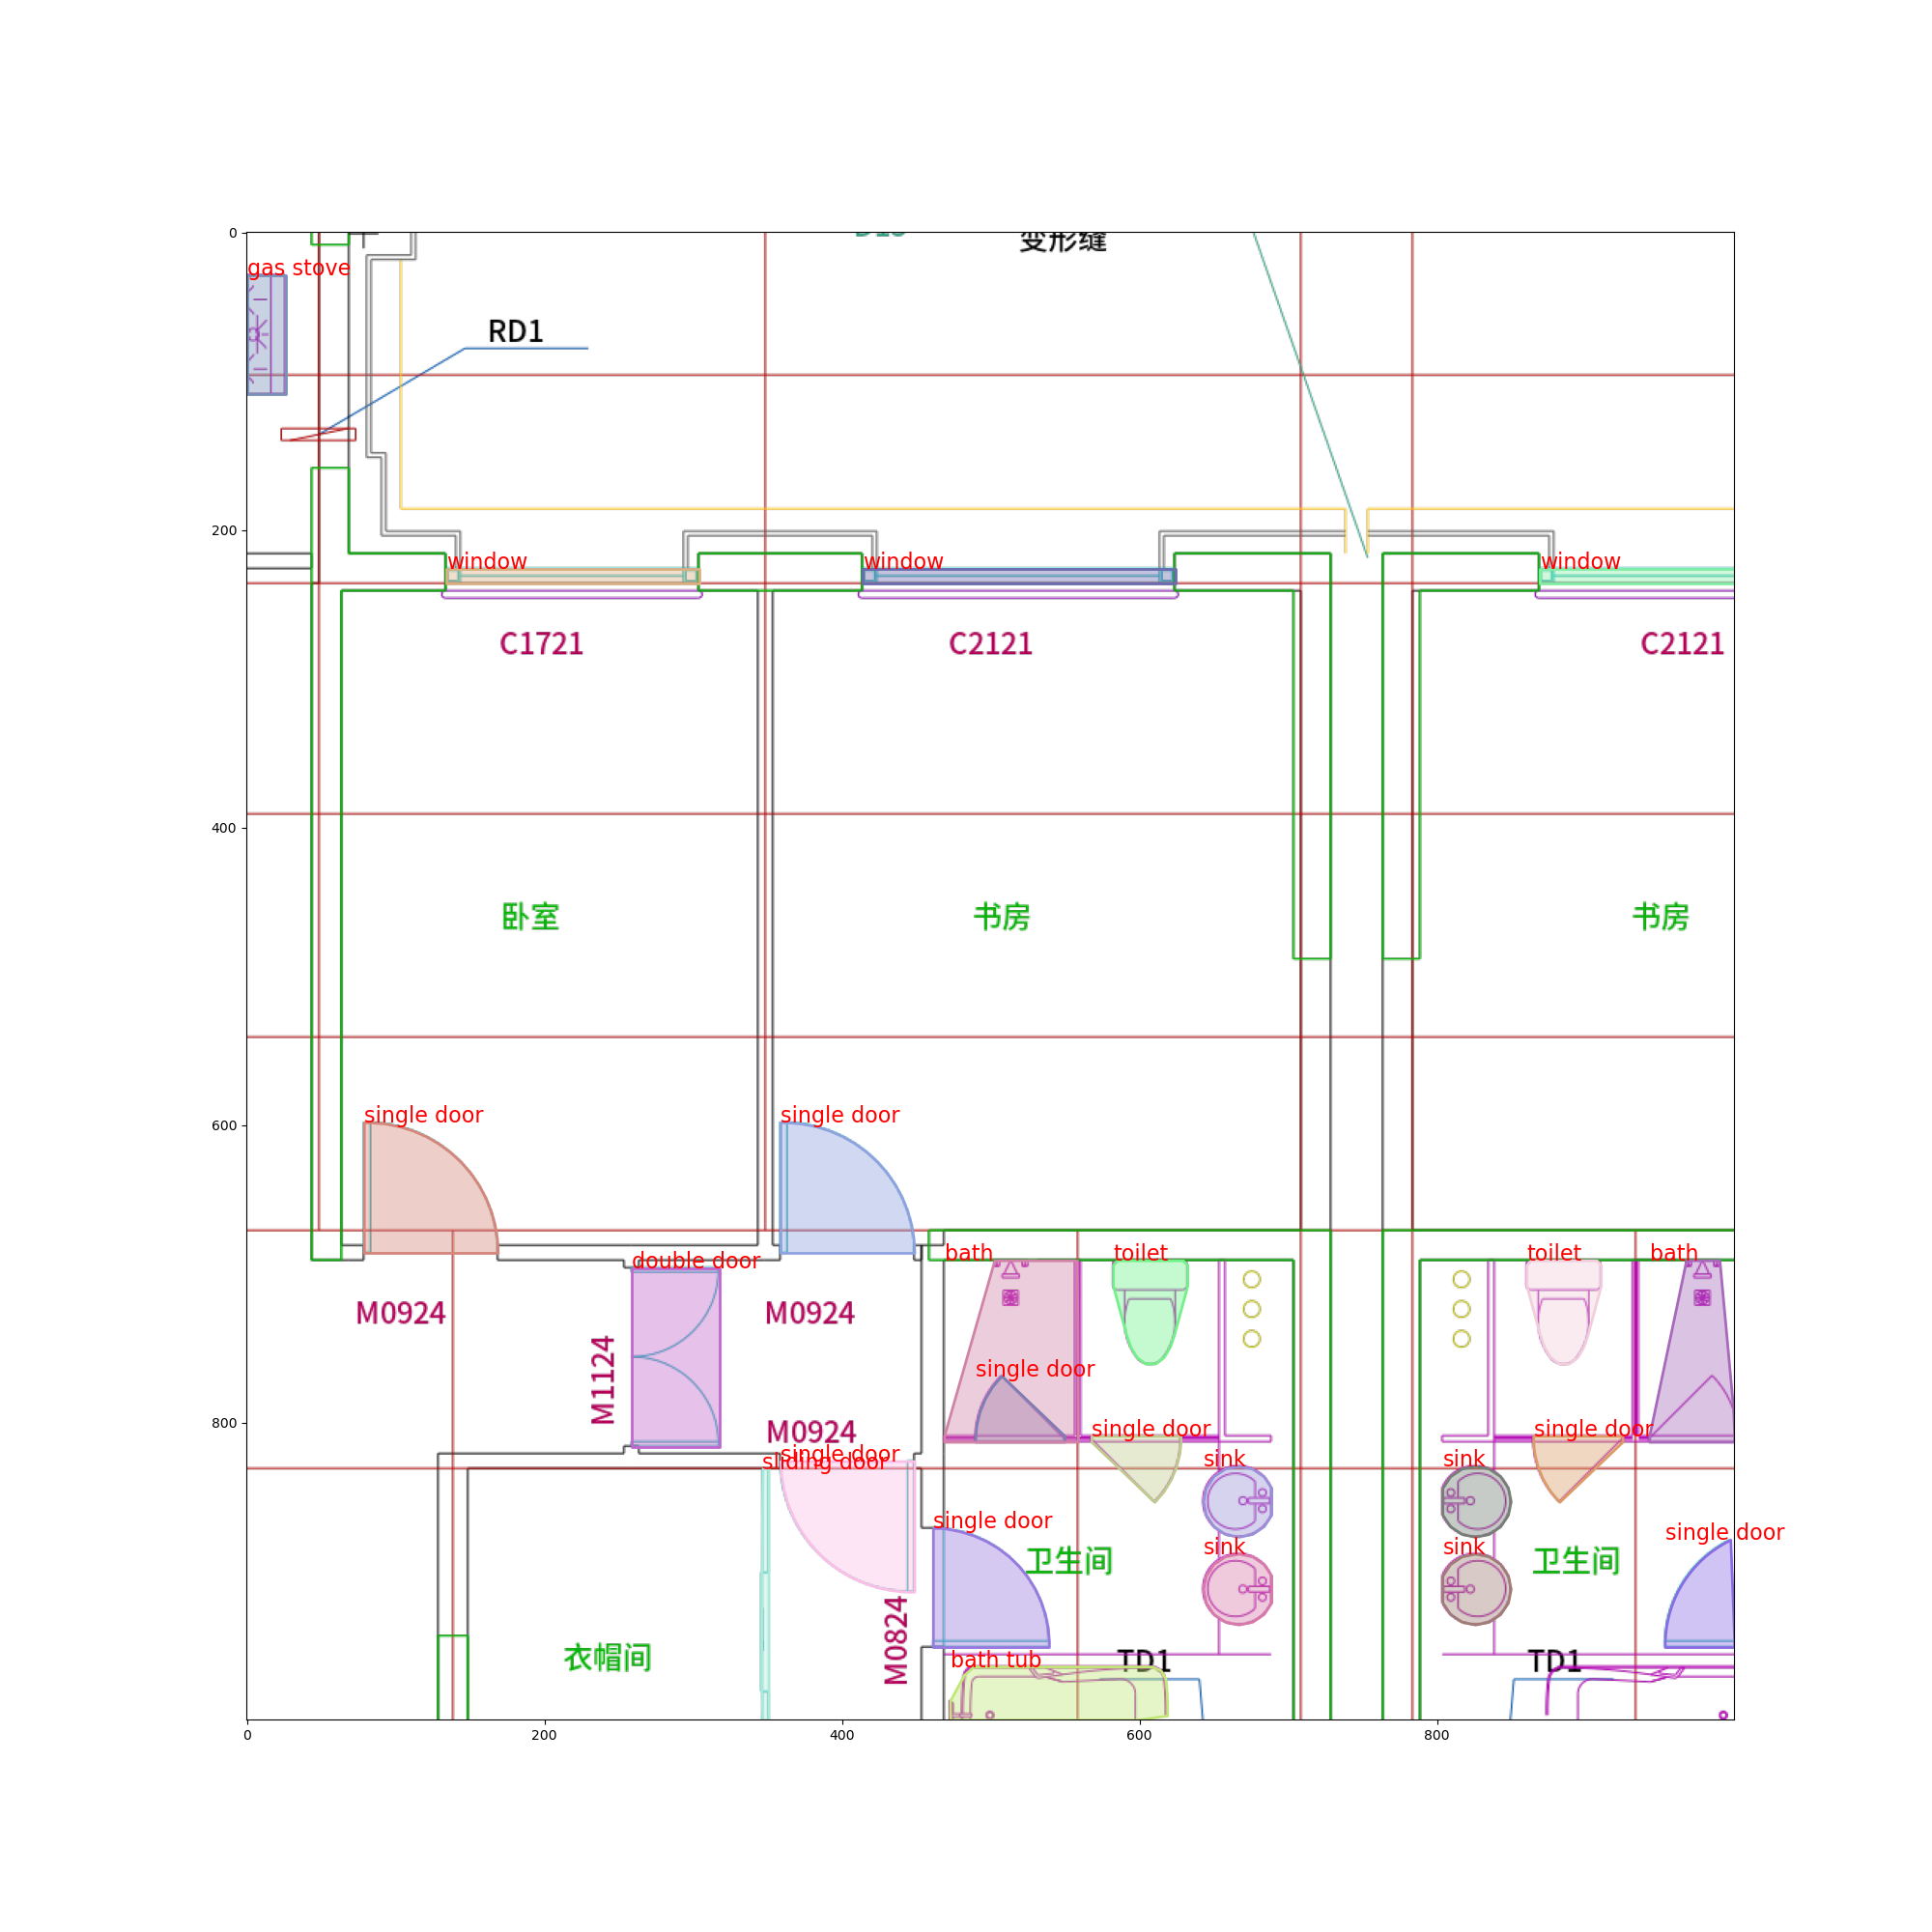 0
变形缝
gas stove
RD1
200
window
window
window
C1721
C2121
C2121
400
卧室
书房
书房
600
single door
single door
double door
bath
toilet
toilet
bath
M0924
M0924
M1124
single door
800
M0924
single door
single door
single door
sliding door
sink
sink
single door
single door
卫生间
sink
sink
卫生间
M0824
衣帽间
bath tub
TD1
TD1
0
200
400
600
800